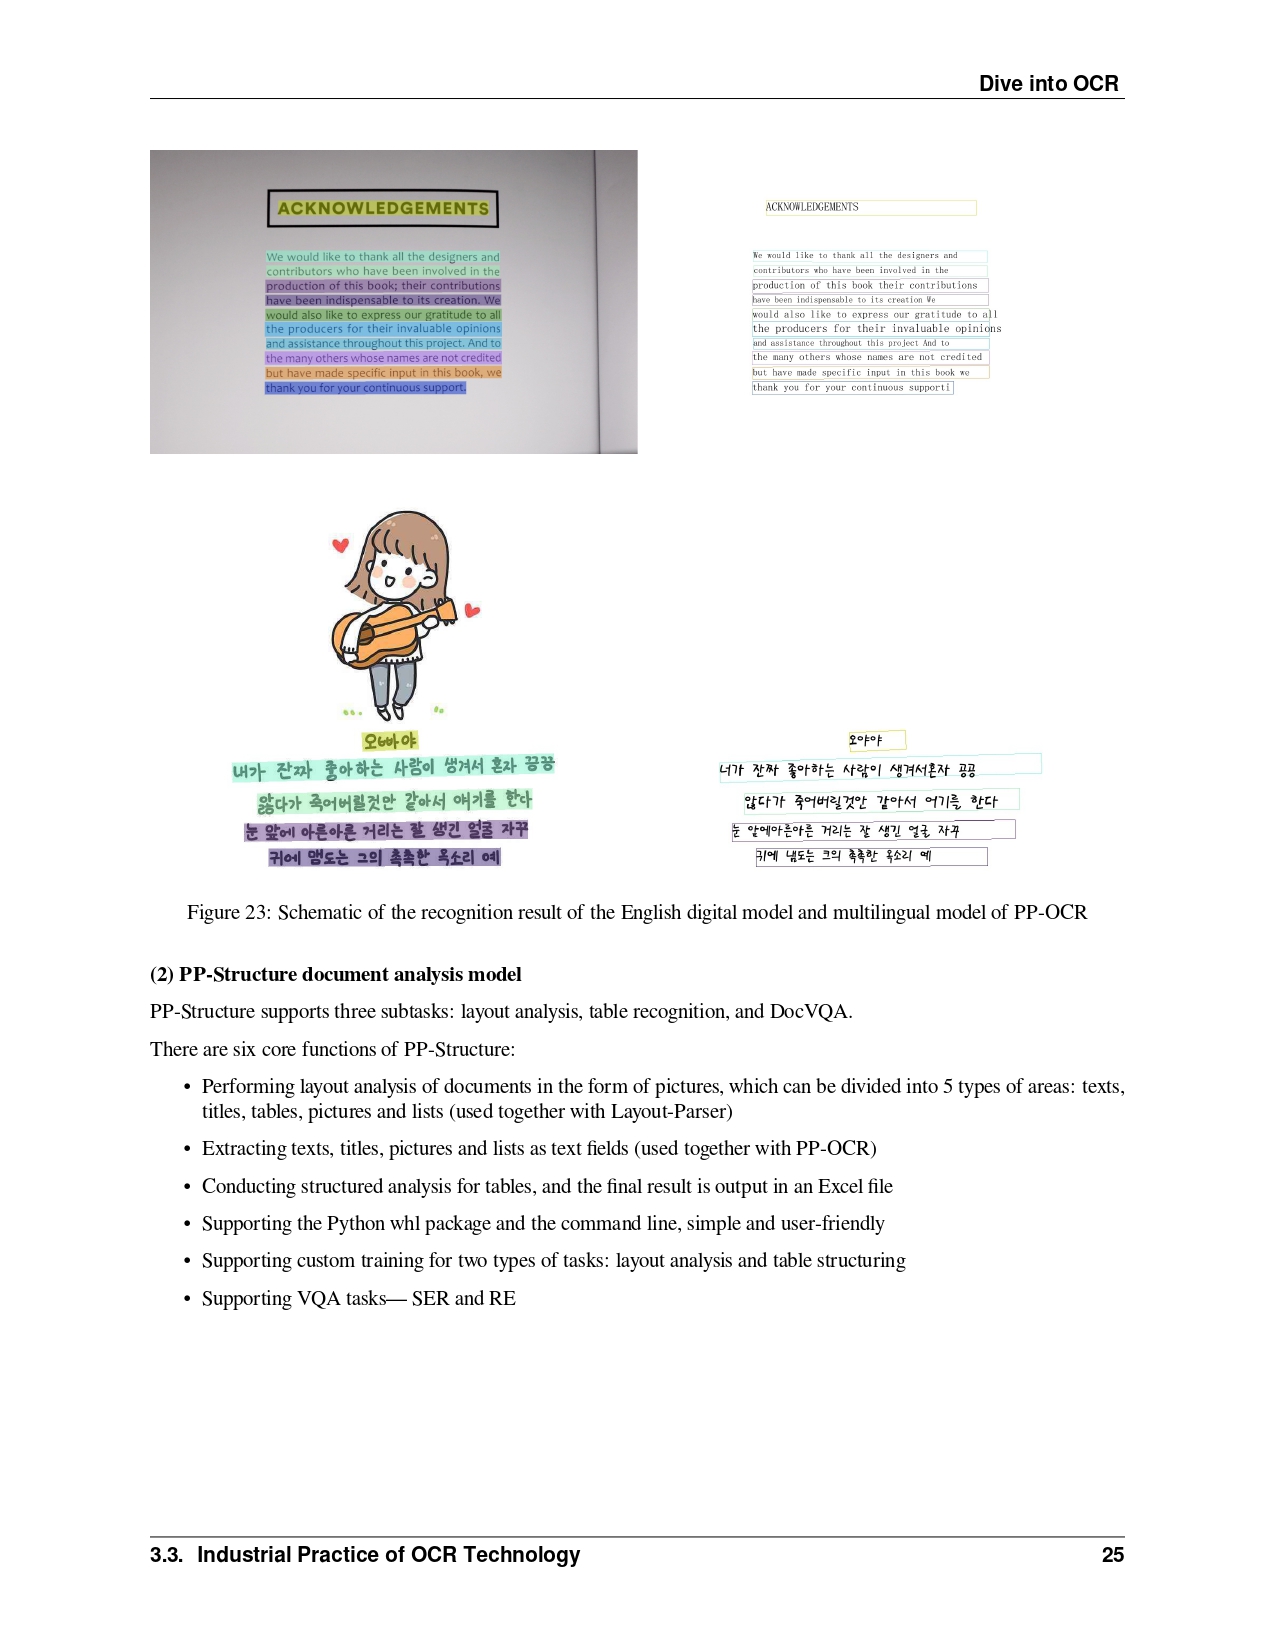 Dive into OCR
ACKNOWLEDGEMENTS
We would like to thank all the designers and
contributors who have been involved in the
production of this book; their contributions
have been indispensable to its creation. We
would also like to express our gratitude to all
the producers for their invaluable opinions
and assistance throughout this project. And to
the many others whose names are not credited
but have made specific input in this book, we
thank you for your continuous support.
ACKNOWLEDGEMENTS
We would like to thank all the designers and
contributors who have been involved in the
production of this book their contributions
have been indispensable to its creation We
would also like to express our gratitude to all
the producers for their invaluable opinions
and assistance throughout this project And to
the many others whose names are not credited
but have made specific input in this book we
thank you for your continuous supporti
오빠야
내가 진짜 좋아하는 사람이 생겨서 혼자 끙끙
앓다가 죽어버릴것만 같아서 얘기를 한다
눈 앞에 아른아른 거리는 잘 생긴 얼굴 자꾸
귀에 맴도는 그의 촉촉한 목소리 예
오야야
너가 잔짜 좋아하는 사람이 생겨서혼자 공공
않다가 죽어버릴것만 같아서 어기를 한다
눈 앞에아른아른 거리는 잘 생긴 얼굴 자꾸
귀에 냄도는 크의 촉촉한 목소리 예
Figure 23: Schematic of the recognition result of the English digital model and multilingual model of PP-OCR
(2) PP-Structure document analysis model
PP-Structure supports three subtasks: layout analysis, table recognition, and DocVQA.
There are six core functions of PP-Structure:
• Performing layout analysis of documents in the form of pictures, which can be divided into 5 types of areas: texts,
titles, tables, pictures and lists (used together with Layout-Parser)
• Extracting texts, titles, pictures and lists as text fields (used together with PP-OCR)
• Conducting structured analysis for tables, and the final result is output in an Excel file
• Supporting the Python whl package and the command line, simple and user-friendly
• Supporting custom training for two types of tasks: layout analysis and table structuring
• Supporting VQA tasks— SER and RE
3.3. Industrial Practice of OCR Technology
25